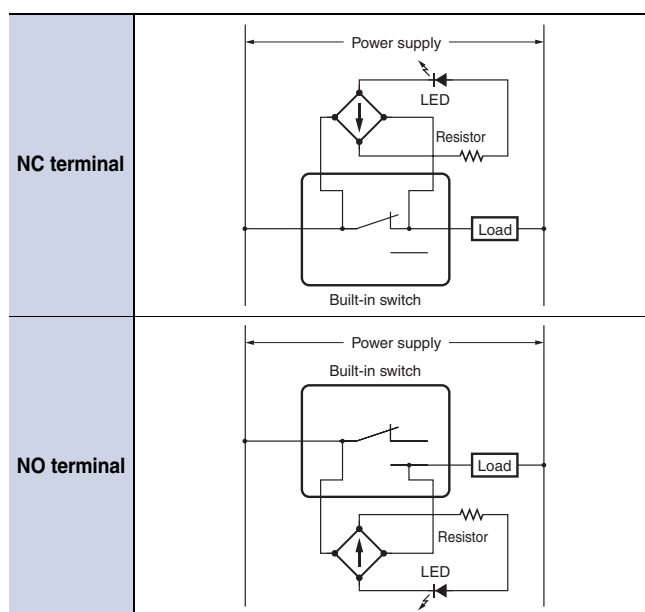 NC terminal
Power supply
LED
Resistor
Load
Built-in switch
NO terminal
Power supply
Built-in switch
Load
Resistor
LED